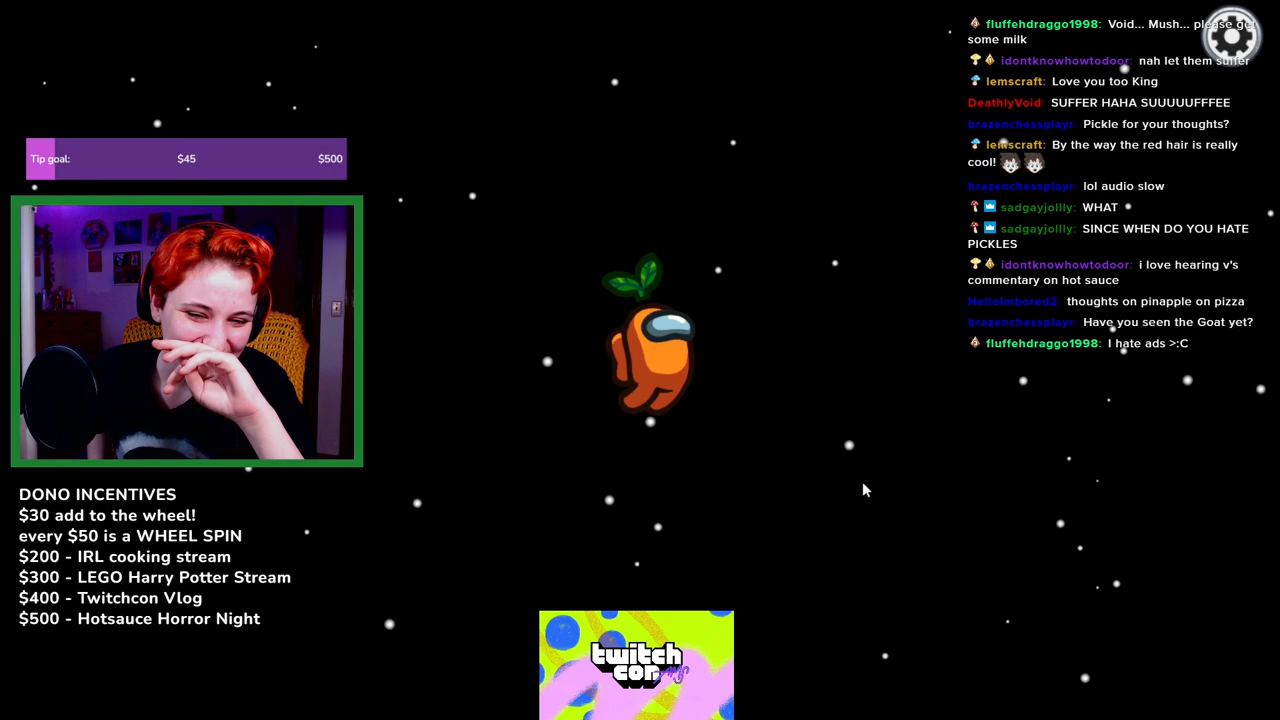 Tip goal: $45 $500
DONO INCENTIVES
$30 add to the wheel!
every $50 is a WHEEL SPIN
$200 - IRL cooking stream
$300 - LEGO Harry Potter Stream
$400 - Twitchcon Vlog
$500 - Hotsauce Horror Night
twitch
con
fluffehdraggo1998: Void... Mush... please get
some milk
idontknowhowtodoor: nah let them suffer
lemscraft: Love you too King
DeathlyVoid: SUFFER HAHA SUUUUUFFFEE
brazenchessplayr: Pickle for your thoughts?
lemscraft: By the way the red hair is really
cool!
brazenchessplayr: lol audio slow
sadgayjollly: WHAT
sadgayjollly: SINCE WHEN DO YOU HATE
PICKLES
idontknowhowtodoor: i love hearing v's
commentary on hot sauce
HelloImbored2: thoughts on pinapple on pizza
brazenchessplayr: Have you seen the Goat yet?
fluffehdraggo1998: I hate ads >:C